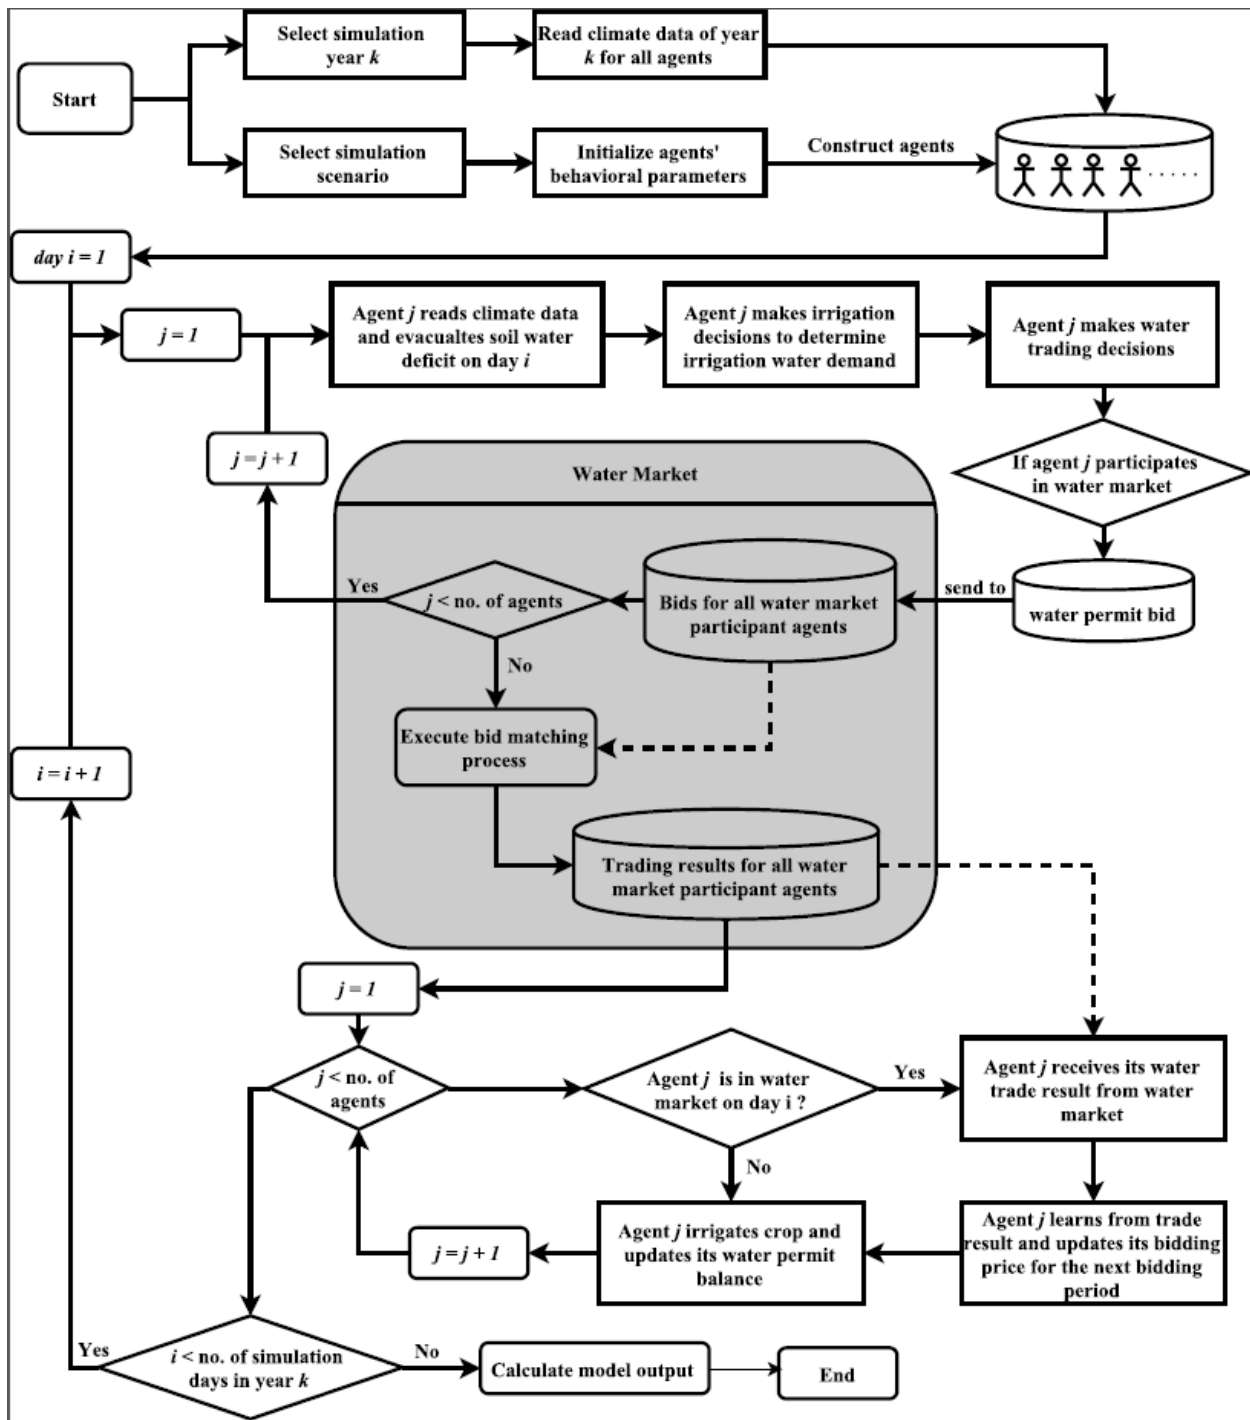 Select simulation
year k
Read climate data of year
k for all agents
Start
Select simulation
scenario
Initialize agents'
behavioral parameters
Construct agents
. . . . .
day i = 1
j = 1
Agent j reads climate data
and evacualtes soil water
deficit on day i
Agent j makes irrigation
decisions to determine
irrigation water demand
Agent j makes water
trading decisions
j = j + 1
Water Market
If agent j participates
in water market
Yes
j < no. of agents
Bids for all water market
participant agents
send to
water permit bid
No
Execute bid matching
process
i = i + 1
Trading results for all water
market participant agents
j = 1
j < no. of
agents
Agent j is in water
market on day i ?
Yes
Agent j receives its water
trade result from water
market
No
j = j + 1
Agent j irrigates crop and
updates its water permit
balance
Agent j learns from trade
result and updates its bidding
price for the next bidding
period
Yes
i < no. of simulation
days in year k
No
Calculate model output
End